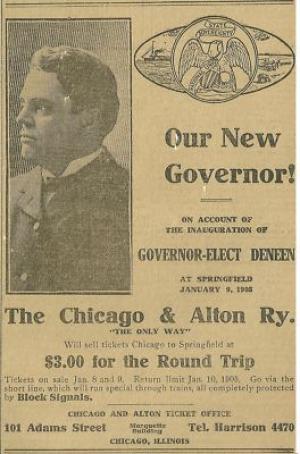 STATE
SOVEREIGNTY
Our New
Governor!
ON ACCOUNT OF
THE INAUGURATION OF
GOVERNOR-ELECT DENEEN
AT SPRINGFIELD
JANUARY 9, 1905
The Chicago & Alton Ry.
"THE ONLY WAY"
Will sell tickets Chicago to Springfield at
$3.00 for the Round Trip
Tickets on sale Jan. 8 and 9. Return limit Jan. 10, 1905. Go via the
short line, which will run special through trains, all completely protected
by Block Signals.
CHICAGO AND ALTON TICKET OFFICE
101 Adams Street Marquette Building Tel. Harrison 4470
CHICAGO, ILLINOIS